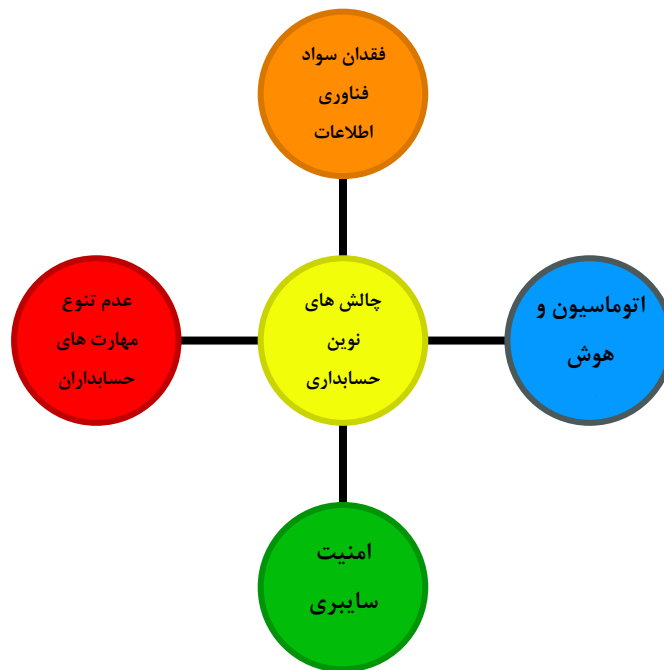 فقدان سواد
فناوری
اطلاعات
عدم تنوع
مهارت های
حسابداران
چالش های
نوین
حسابداری
اتوماسیون و
هوش
امنیت
سایبری